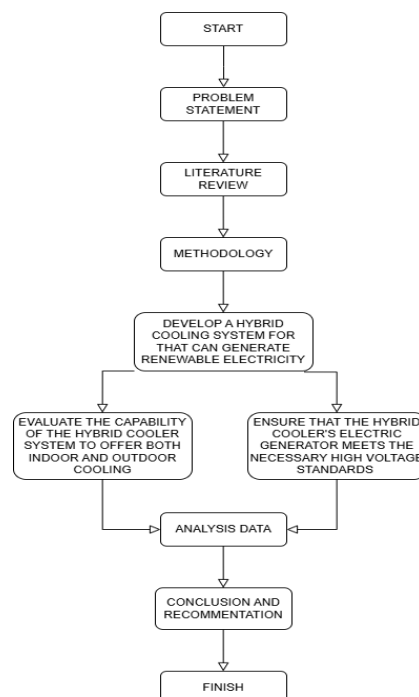 START
PROBLEM
STATEMENT
LITERATURE
REVIEW
METHODOLOGY
DEVELOP A HYBRID
COOLING SYSTEM FOR
THAT CAN GENERATE
RENEWABLE ELECTRICITY
EVALUATE THE CAPABILITY
OF THE HYBRID COOLER
SYSTEM TO OFFER BOTH
INDOOR AND OUTDOOR
COOLING
ENSURE THAT THE HYBRID
COOLER'S ELECTRIC
GENERATOR MEETS THE
NECESSARY HIGH VOLTAGE
STANDARDS
ANALYSIS DATA
CONCLUSION AND
RECOMMENTATION
FINISH